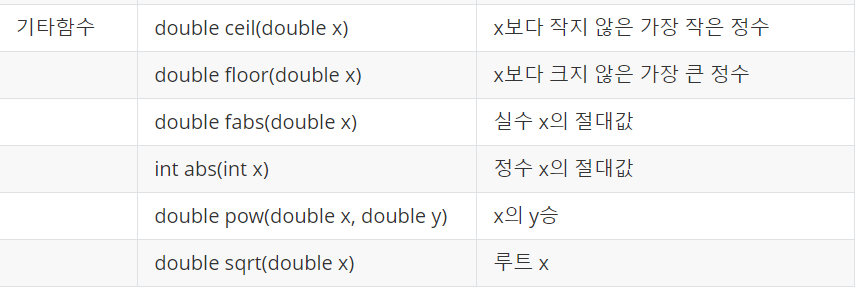 기타함수 double ceil(double x) x보다 작지 않은 가장 작은 정수
double floor(double x) x보다 크지 않은 가장 큰 정수
double fabs(double x) 실수 x의 절대값
int abs(int x) 정수 x의 절대값
double pow(double x, double y) x의 y승
double sqrt(double x) 루트 x